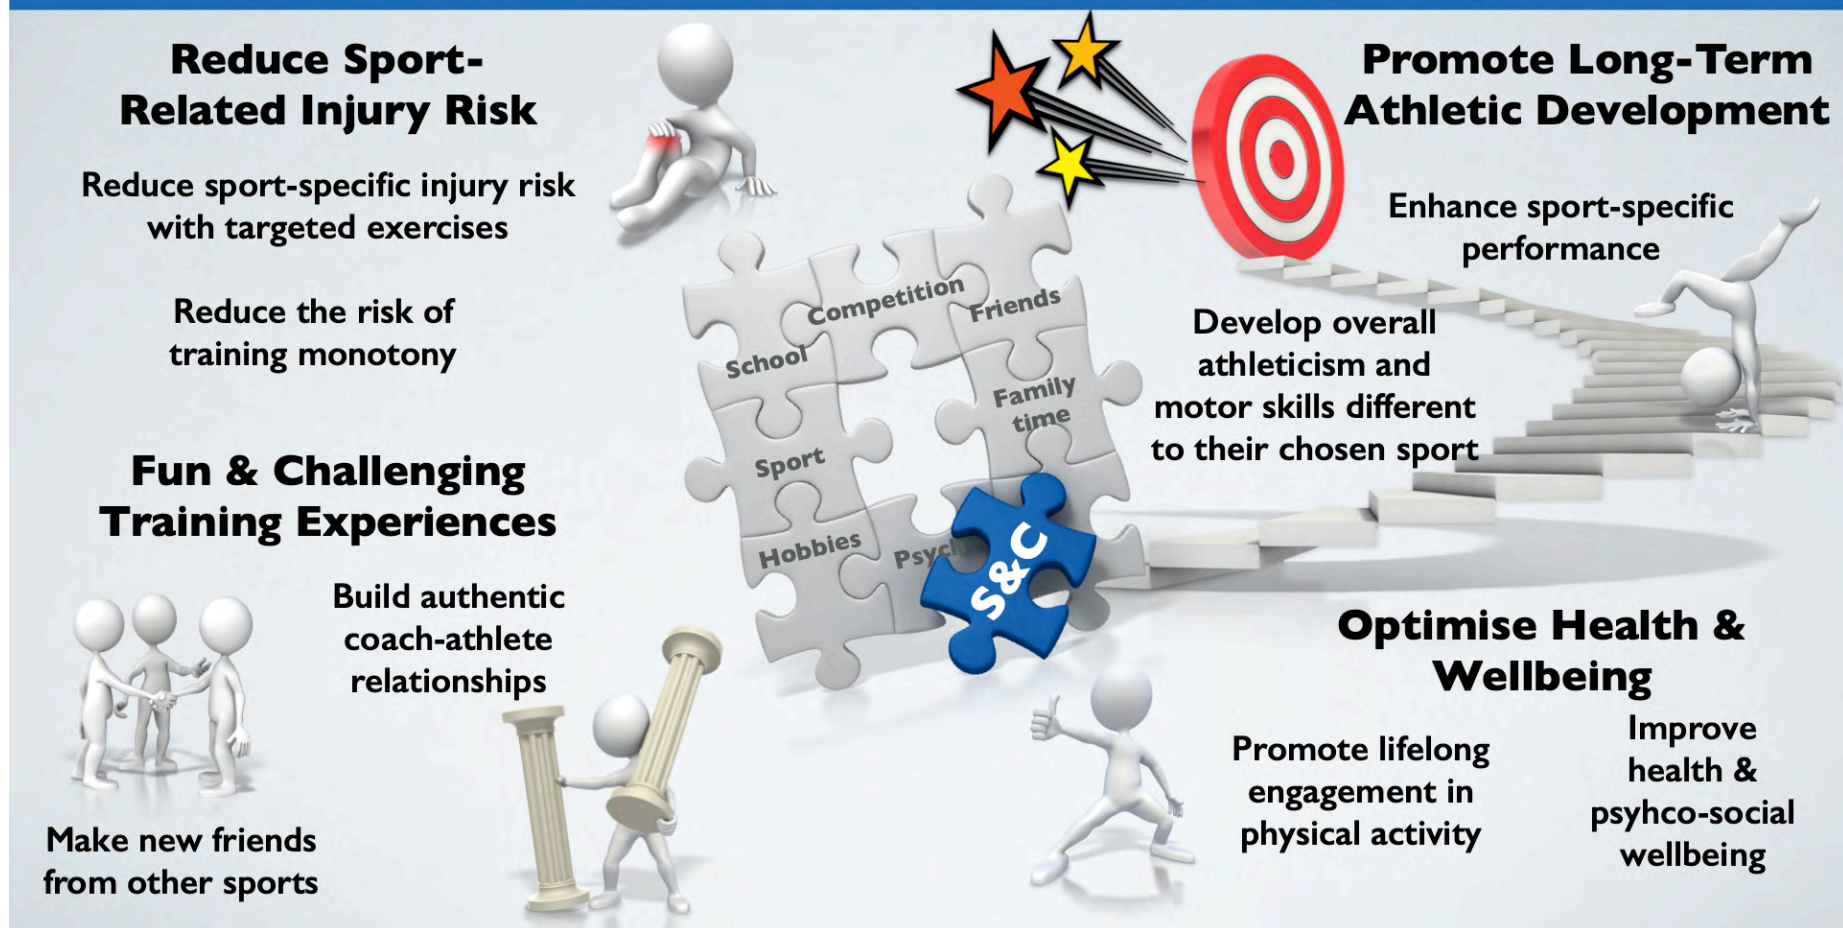 Reduce Sport-
Related Injury Risk
Reduce sport-specific injury risk
with targeted exercises
Reduce the risk of
training monotony
Fun & Challenging
Training Experiences
Build authentic
coach-athlete
relationships
Make new friends
from other sports
School
Competition
Friends
Family
time
Sport
Hobbies
Psych
S&C
Promote Long-Term
Athletic Development
Enhance sport-specific
performance
Develop overall
athleticism and
motor skills different
to their chosen sport
Optimise Health &
Wellbeing
Promote lifelong
engagement in
physical activity
Improve
health &
psyhco-social
wellbeing